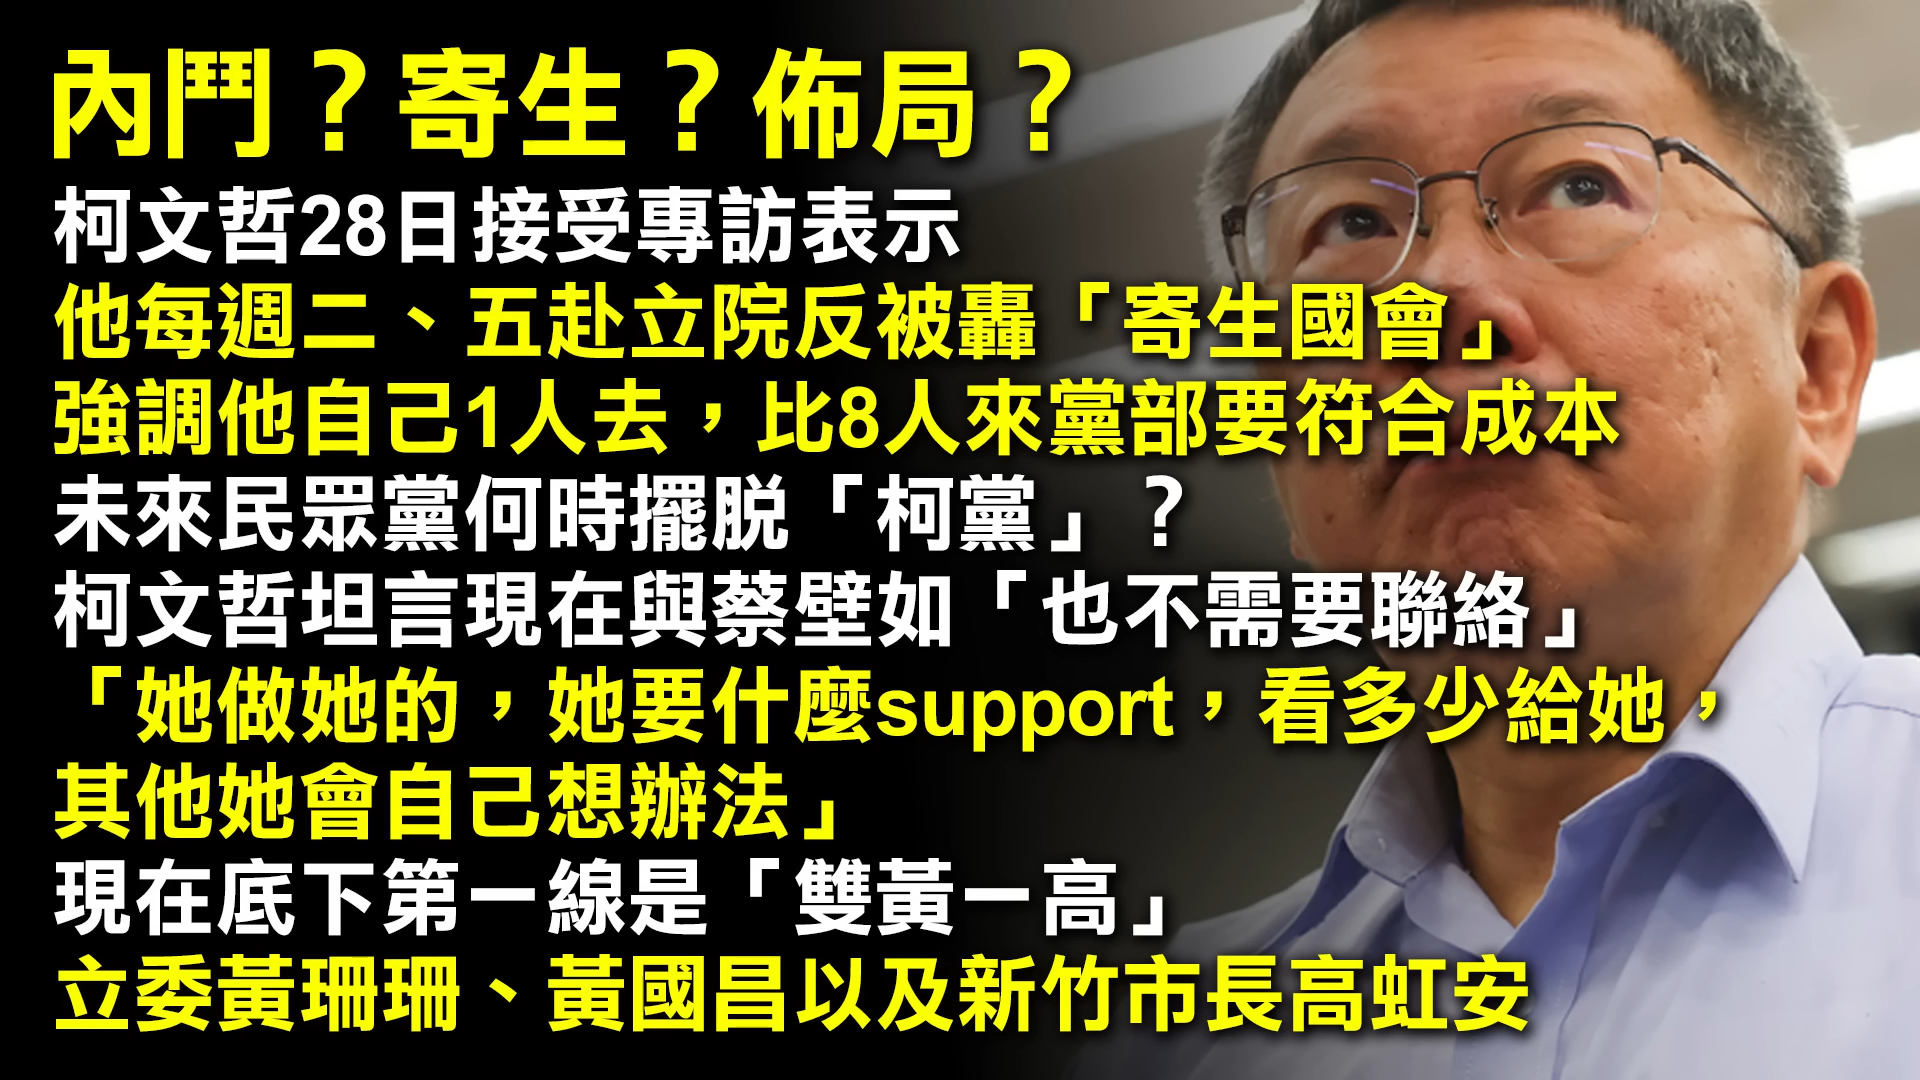 內鬥？寄生？佈局？
柯文哲28日接受專訪表示
他每週二、五赴立院反被轟「寄生國會」
強調他自己1人去，比8人來黨部要符合成本
未來民眾黨何時擺脫「柯黨」？
柯文哲坦言現在與蔡壁如「也不需要聯絡」
「她做她的，她要什麼support，看多少給她，
其他她會自己想辦法」
現在底下第一線是「雙黃一高」
立委黃珊珊、黃國昌以及新竹市長高虹安